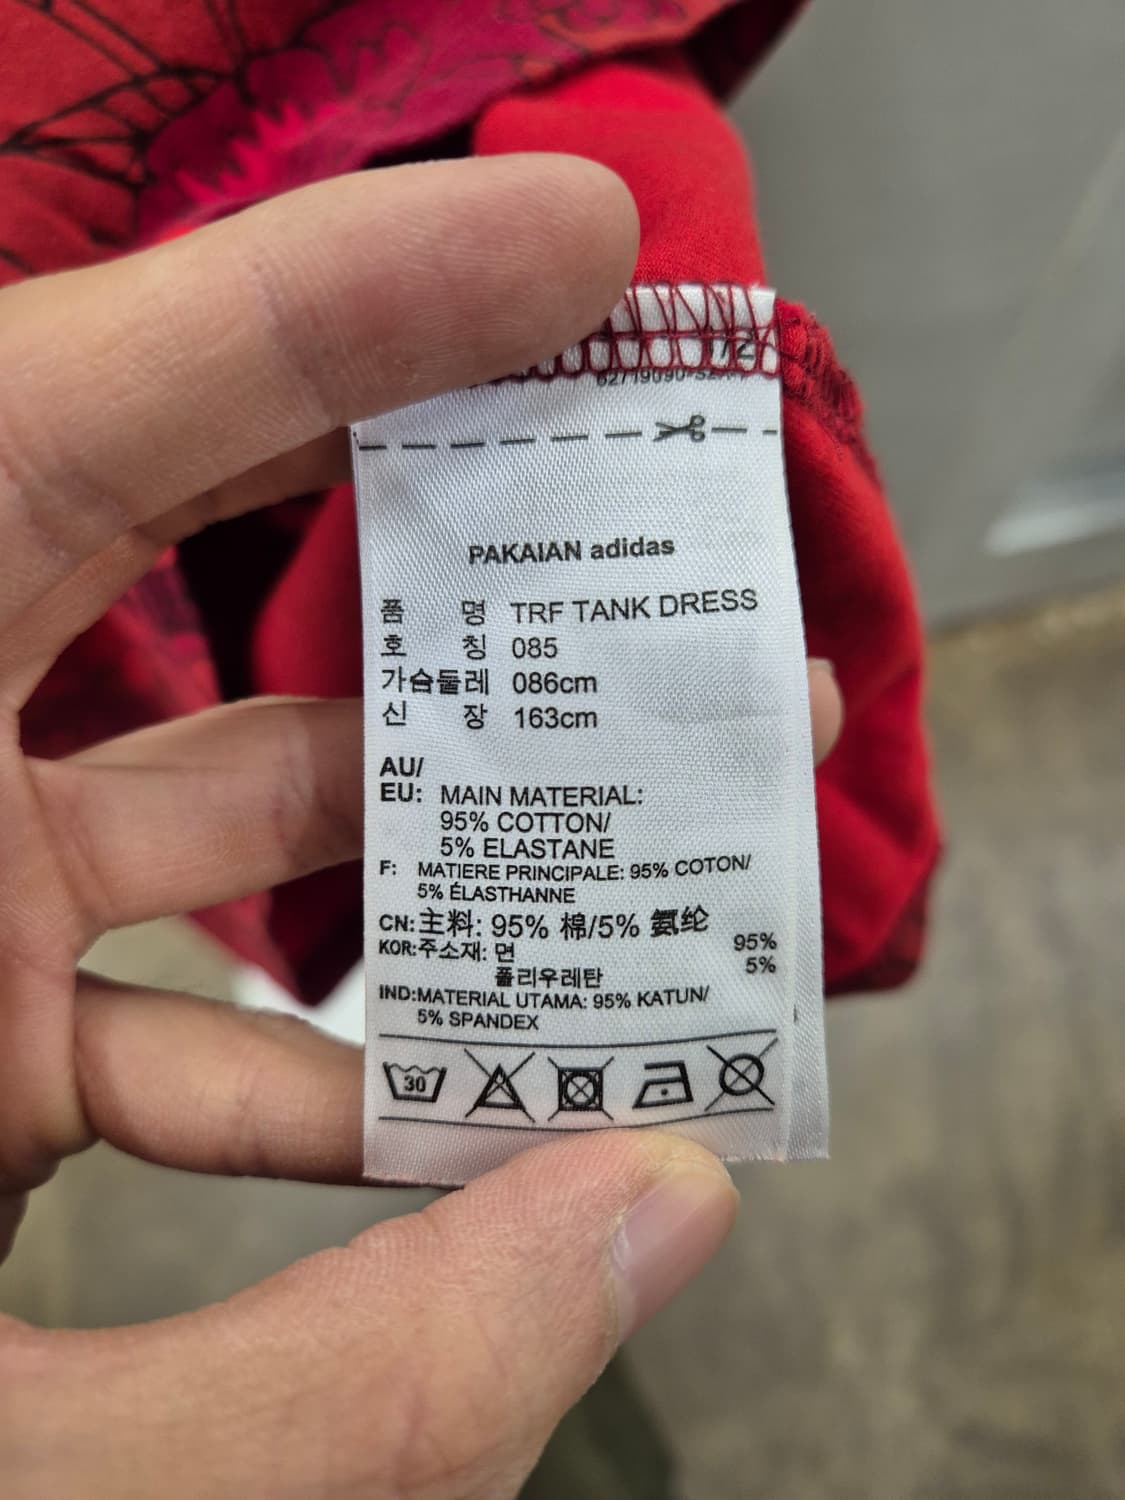 PAKAIAN adidas
품 명 TRF TANK DRESS
호 칭 085
가슴둘레 086cm
신 장 163cm
AU/
EU: MAIN MATERIAL:
95% COTTON/
5% ELASTANE
F: MATIERE PRINCIPALE: 95% COTON/
5% ÉLASTHANNE
CN: 主料: 95% 棉/5% 氨纶
KOR: 주소재: 면 95%
폴리우레탄 5%
IND: MATERIAL UTAMA: 95% KATUN/
5% SPANDEX
30